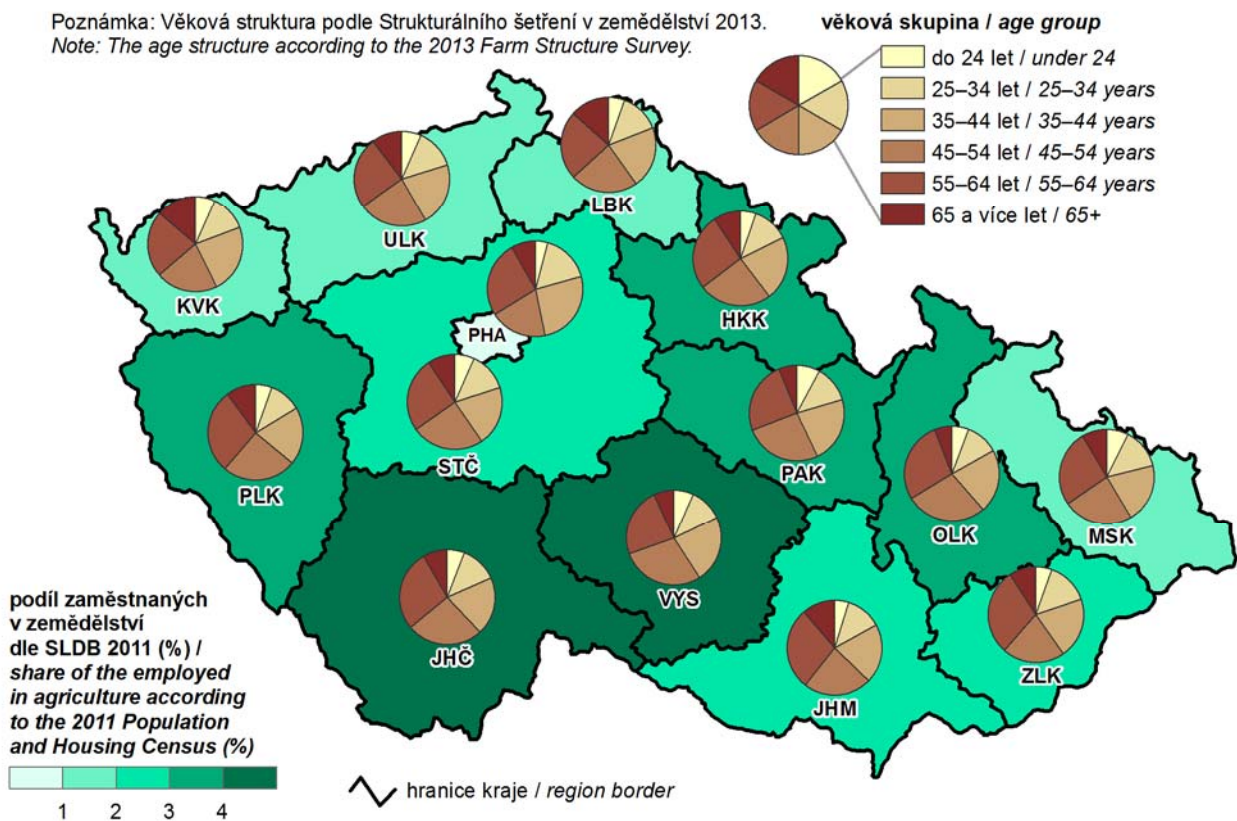 Poznámka: Věková struktura podle Strukturálního šetření v zemědělství 2013.
Note: The age structure according to the 2013 Farm Structure Survey.
věková skupina / age group
do 24 let / under 24
25–34 let / 25–34 years
35–44 let / 35–44 years
45–54 let / 45–54 years
55–64 let / 55–64 years
65 a více let / 65+
LBK
ULK
KVK
HKK
PHA
STČ
PLK
PAK
OLK
MSK
VYS
JHČ
ZLK
JHM
podíl zaměstnaných
v zemědělství
dle SLDB 2011 (%) /
share of the employed
in agriculture according
to the 2011 Population
and Housing Census (%)
1 2 3 4
hranice kraje / region border